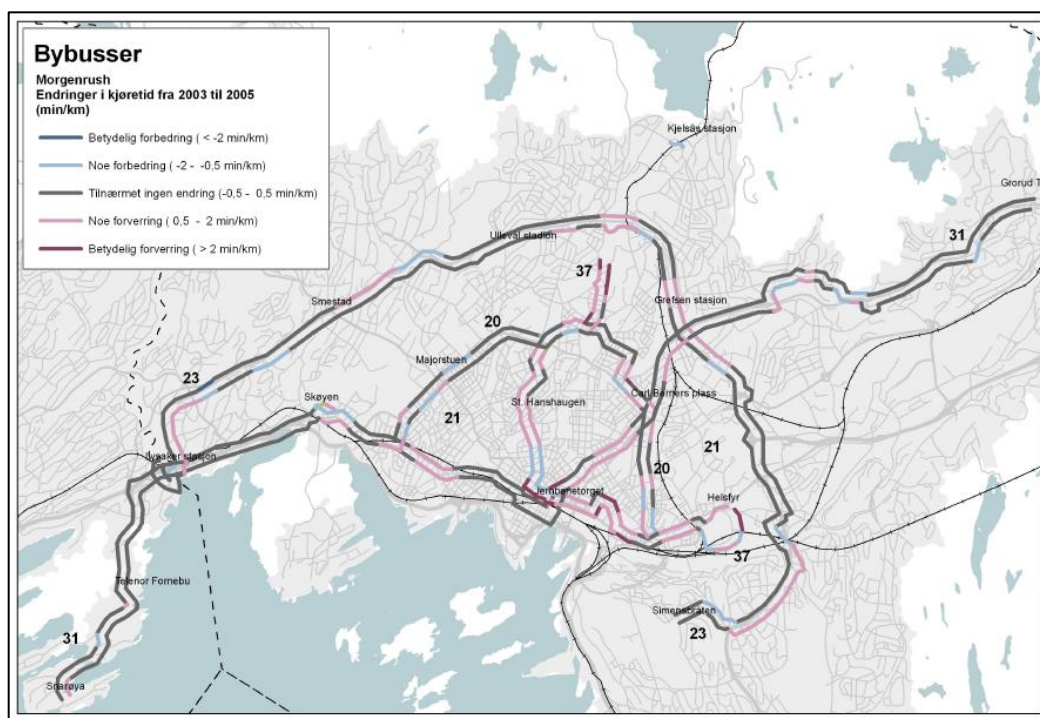 Bybusser
Morgenrush
Endringer i kjøretid fra 2003 til 2005
(min/km)
Betydelig forbedring ( < -2 min/km)
Noe forbedring ( -2 - -0,5 min/km)
Tilnærmet ingen endring (-0,5 - 0,5 min/km)
Noe forverring ( 0,5 - 2 min/km)
Betydelig forverring ( > 2 min/km)
Kjelsås stasjon
Grorud T
31
Ullevål stadion
37
Smestad
Grefsen stasjon
20
Majorstuen
23
Skøyen
St. Hanshaugen
Carl Berners plass
21
21
Lysaker stasjon
20
Jernbanetorget
Helsfyr
37
Telenor Fornebu
Simensbråten
23
31
Snarøya